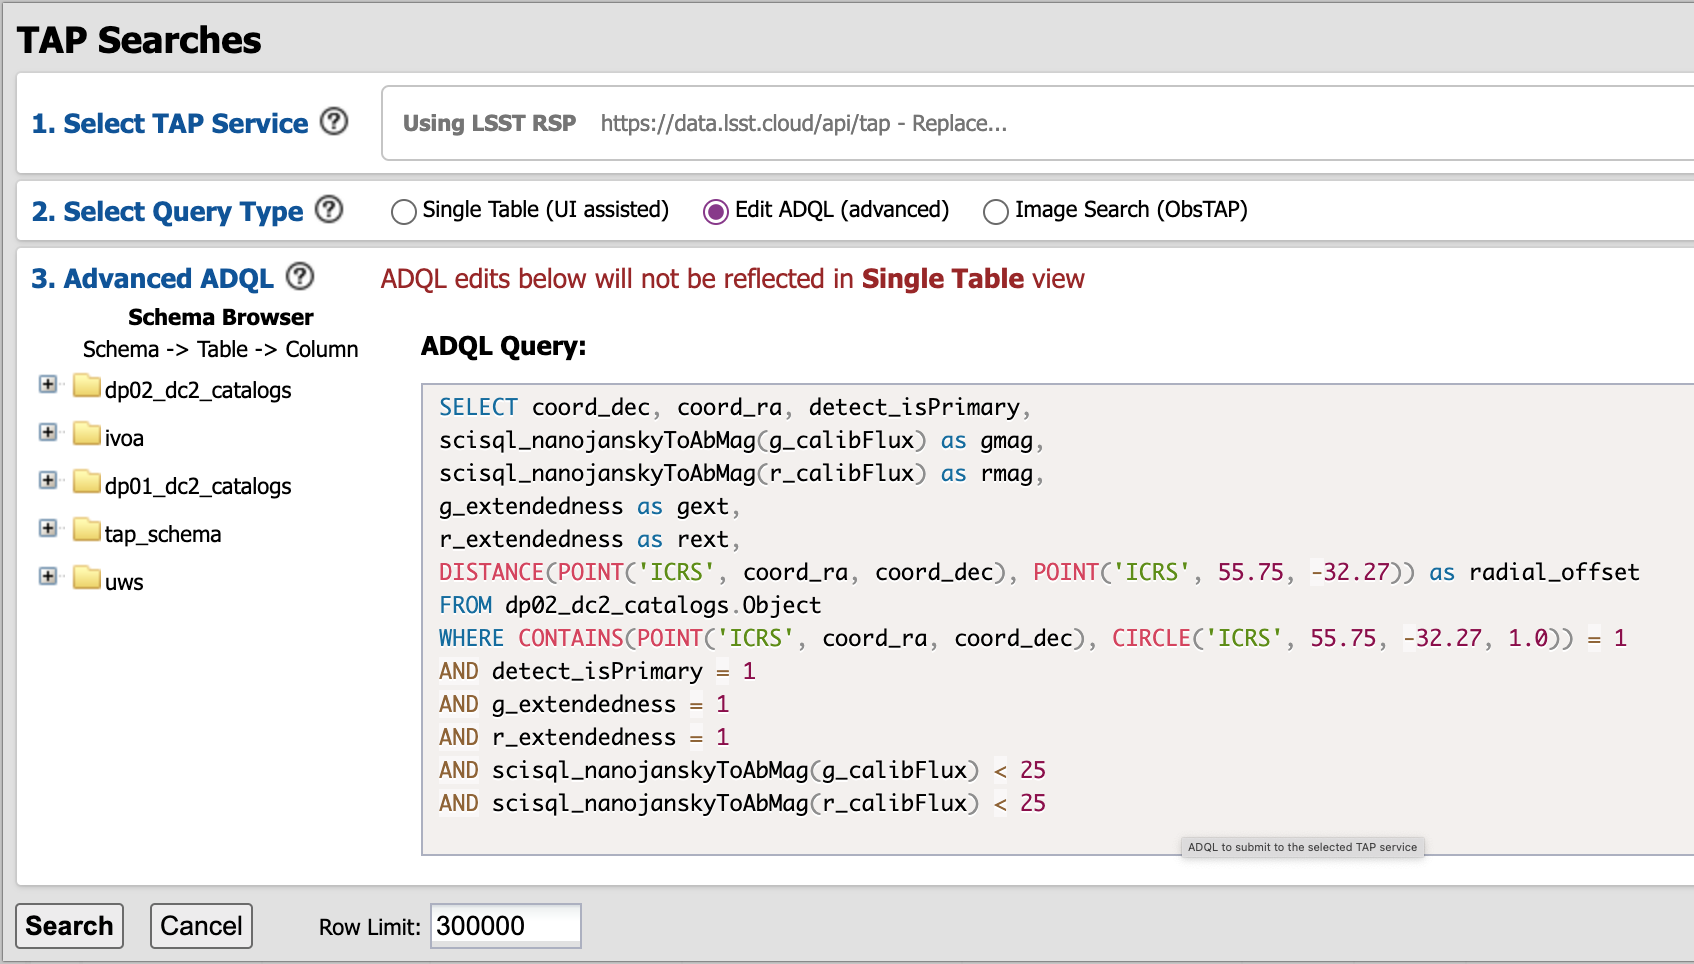 TAP Searches
1. Select TAP Service ?
Using LSST RSP https://data.lsst.cloud/api/tap - Replace...
2. Select Query Type ?
Single Table (UI assisted) Edit ADQL (advanced) Image Search (ObsTAP)
3. Advanced ADQL ?
ADQL edits below will not be reflected in Single Table view
Schema Browser
Schema -> Table -> Column
dp02_dc2_catalogs
ivoa
dp01_dc2_catalogs
tap_schema
uws
ADQL Query:
SELECT coord_dec, coord_ra, detect_isPrimary,
scisql_nanojanskyToAbMag(g_calibFlux) as gmag,
scisql_nanojanskyToAbMag(r_calibFlux) as rmag,
g_extendedness as gext,
r_extendedness as rext,
DISTANCE(POINT('ICRS', coord_ra, coord_dec), POINT('ICRS', 55.75, -32.27)) as radial_offset
FROM dp02_dc2_catalogs.Object
WHERE CONTAINS(POINT('ICRS', coord_ra, coord_dec), CIRCLE('ICRS', 55.75, -32.27, 1.0)) = 1
AND detect_isPrimary = 1
AND g_extendedness = 1
AND r_extendedness = 1
AND scisql_nanojanskyToAbMag(g_calibFlux) < 25
AND scisql_nanojanskyToAbMag(r_calibFlux) < 25
ADQL to submit to the selected TAP service
Search Cancel Row Limit: 300000